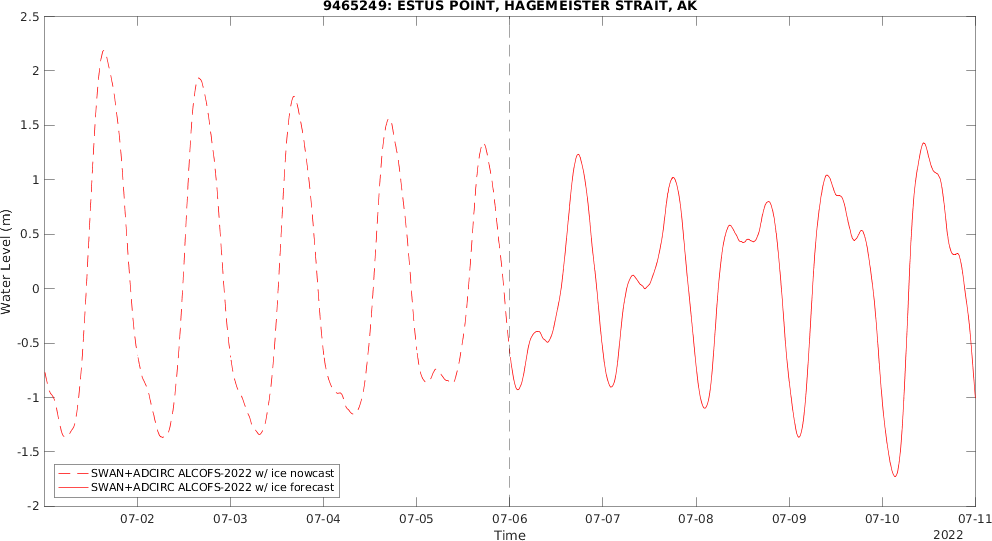 9465249: ESTUS POINT, HAGEMEISTER STRAIT, AK
2.5
2
1.5
1
0.5
0
-0.5
-1
-1.5
-2
Water Level (m)
SWAN+ADCIRC ALCOFS-2022 w/ ice nowcast
SWAN+ADCIRC ALCOFS-2022 w/ ice forecast
07-02 07-03 07-04 07-05 07-06 07-07 07-08 07-09 07-10 07-11
Time
2022